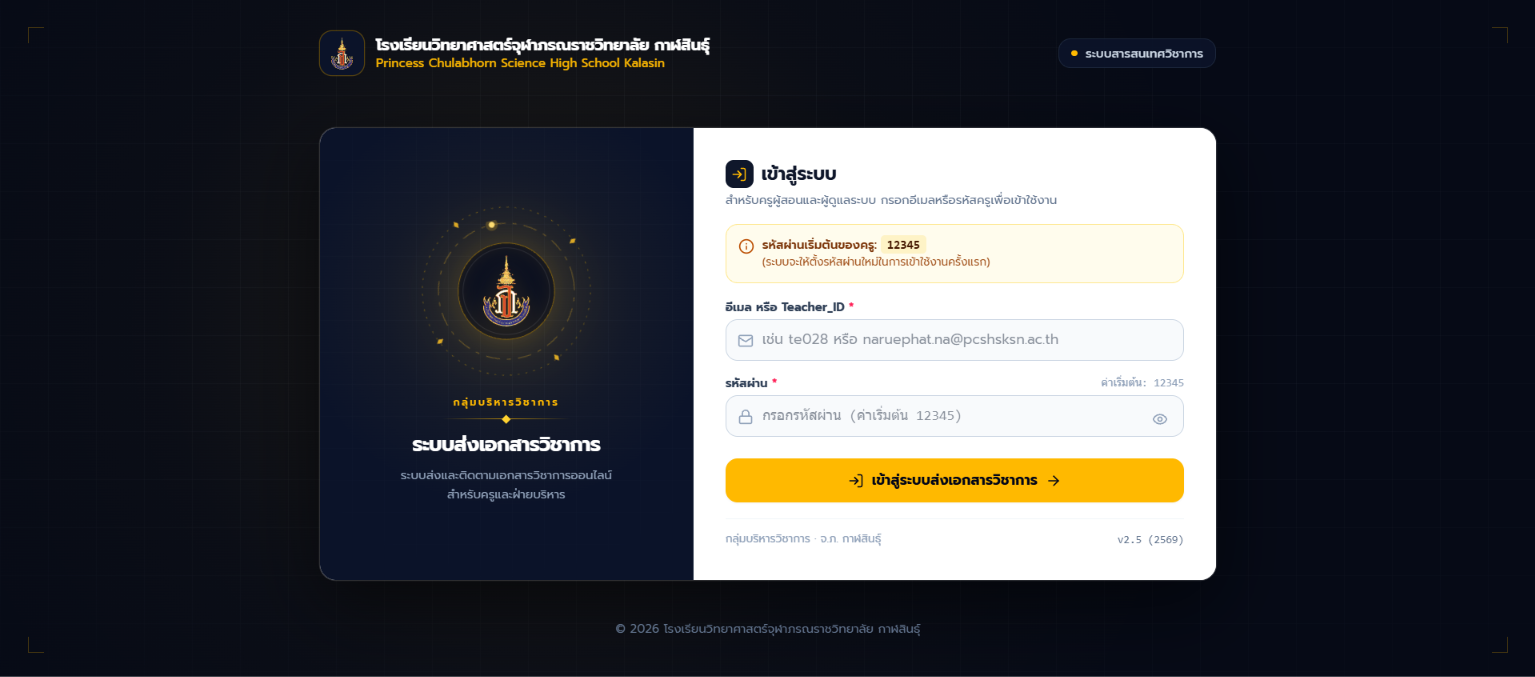 โรงเรียนวิทยาศาสตร์จุฬาภรณราชวิทยาลัย กาฬสินธุ์
Princess Chulabhorn Science High School Kalasin
ระบบสารสนเทศวิชาการ
กลุ่มบริหารวิชาการ
ระบบส่งเอกสารวิชาการ
ระบบส่งและติดตามเอกสารวิชาการออนไลน์
สำหรับครูและฝ่ายบริหาร
เข้าสู่ระบบ
สำหรับครูผู้สอนและผู้ดูแลระบบ กรอกอีเมลหรือรหัสครูเพื่อเข้าใช้งาน
รหัสผ่านเริ่มต้นของครู: 12345
(ระบบจะให้ตั้งรหัสผ่านใหม่ในการเข้าใช้งานครั้งแรก)
อีเมล หรือ Teacher_ID *
เช่น te028 หรือ naruephat.na@pcshsksn.ac.th
รหัสผ่าน *
ค่าเริ่มต้น: 12345
กรอกรหัสผ่าน (ค่าเริ่มต้น 12345)
เข้าสู่ระบบส่งเอกสารวิชาการ
กลุ่มบริหารวิชาการ · จ.ภ. กาฬสินธุ์
v2.5 (2569)
© 2026 โรงเรียนวิทยาศาสตร์จุฬาภรณราชวิทยาลัย กาฬสินธุ์